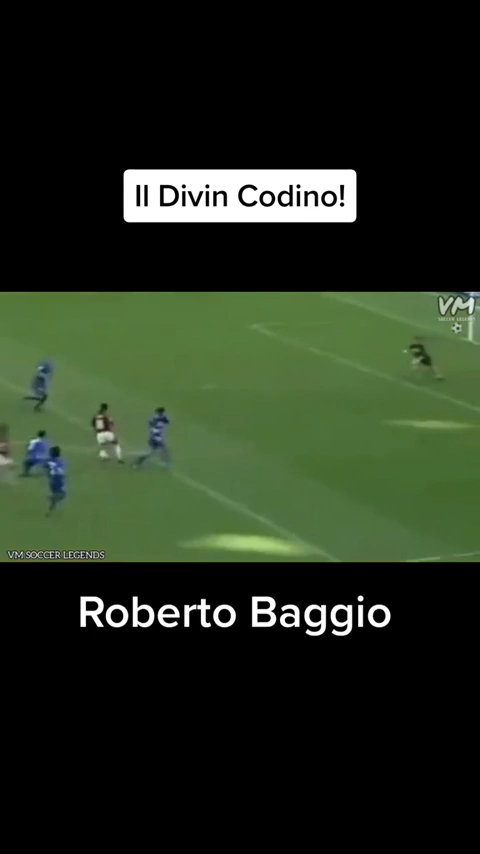 Il Divin Codino!
VM
SOCCER LEGENDS
VM SOCCER LEGENDS
Roberto Baggio